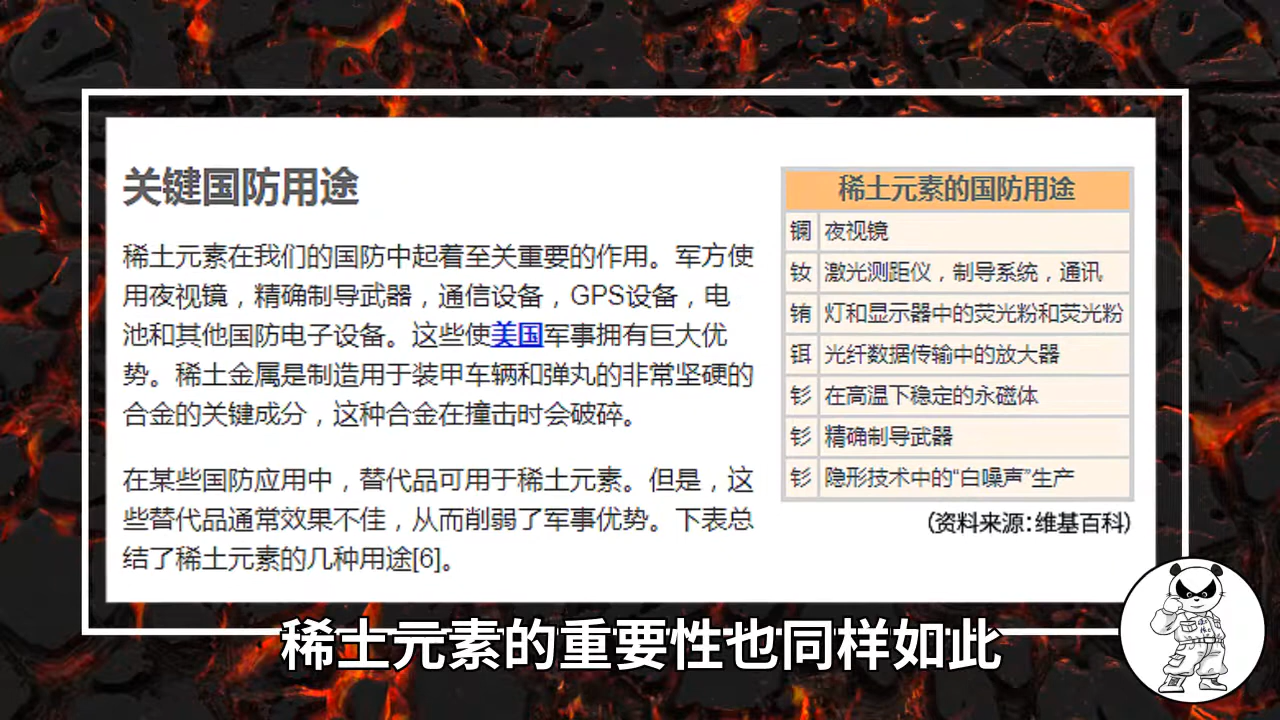 关键国防用途
稀土元素在我们的国防中起着至关重要的作用。军方使
用夜视镜，精确制导武器，通信设备，GPS设备，电
池和其他国防电子设备。这些使美国军事拥有巨大优
势。稀土金属是制造用于装甲车辆和弹丸的非常坚硬的
合金的关键成分，这种合金在撞击时会破碎。
在某些国防应用中，替代品可用于稀土元素。但是，这
些替代品通常效果不佳，从而削弱了军事优势。下表总
结了稀土元素的几种用途[6]。
稀土元素的国防用途
镧 夜视镜
钕 激光测距仪，制导系统，通讯
铕 灯和显示器中的荧光粉和荧光粉
铒 光纤数据传输中的放大器
钐 在高温下稳定的永磁体
钐 精确制导武器
钐 隐形技术中的“白噪声”生产
（资料来源：维基百科）
稀土元素的重要性也同样如此